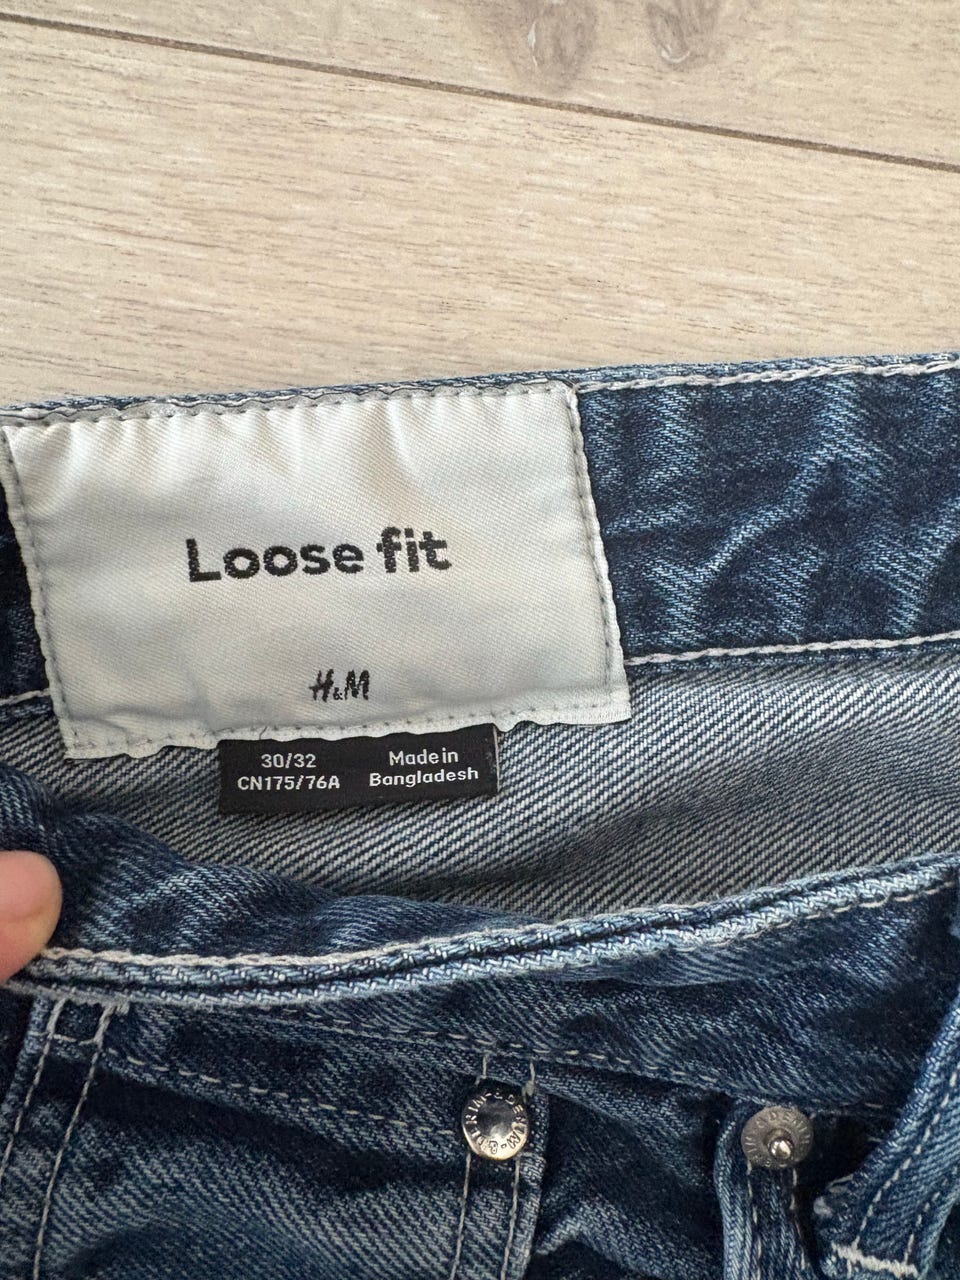 Loose fit
H&M
30/32
CN175/76A
Made in
Bangladesh